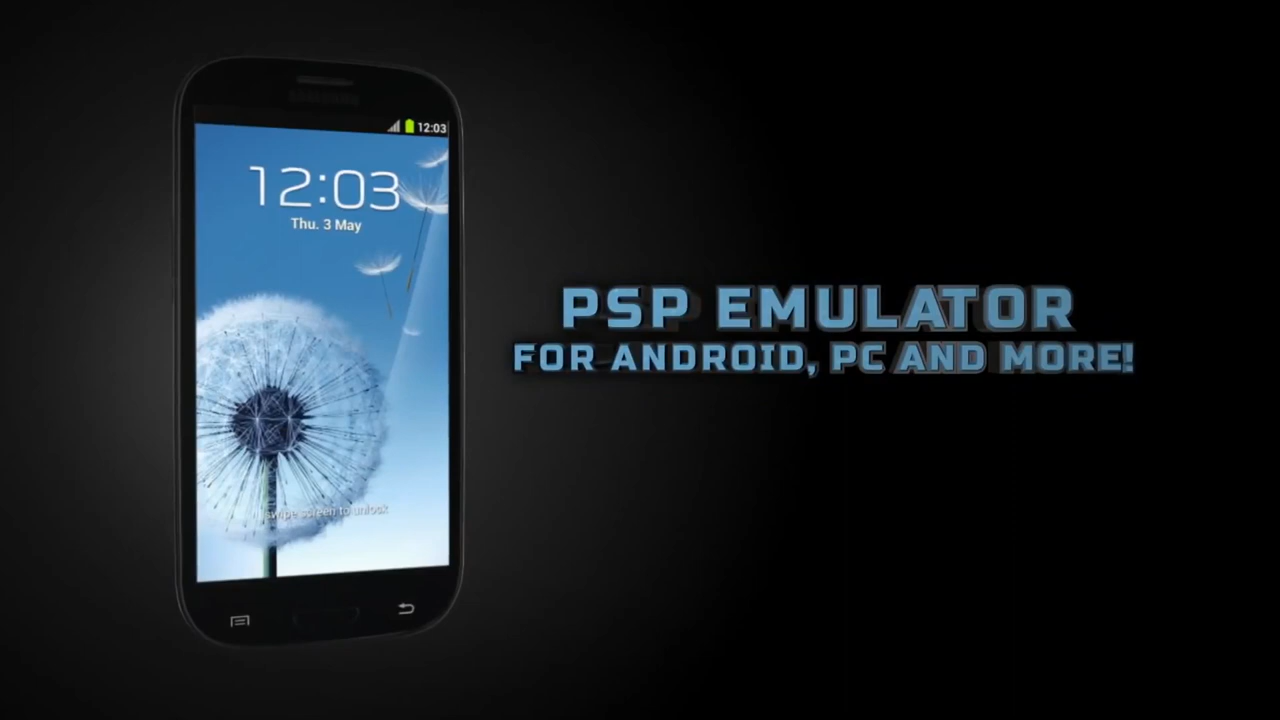 SAMSUNG
12:03
12:03
Thu. 3 May
swipe screen to unlock
PSP EMULATOR
FOR ANDROID, PC AND MORE!